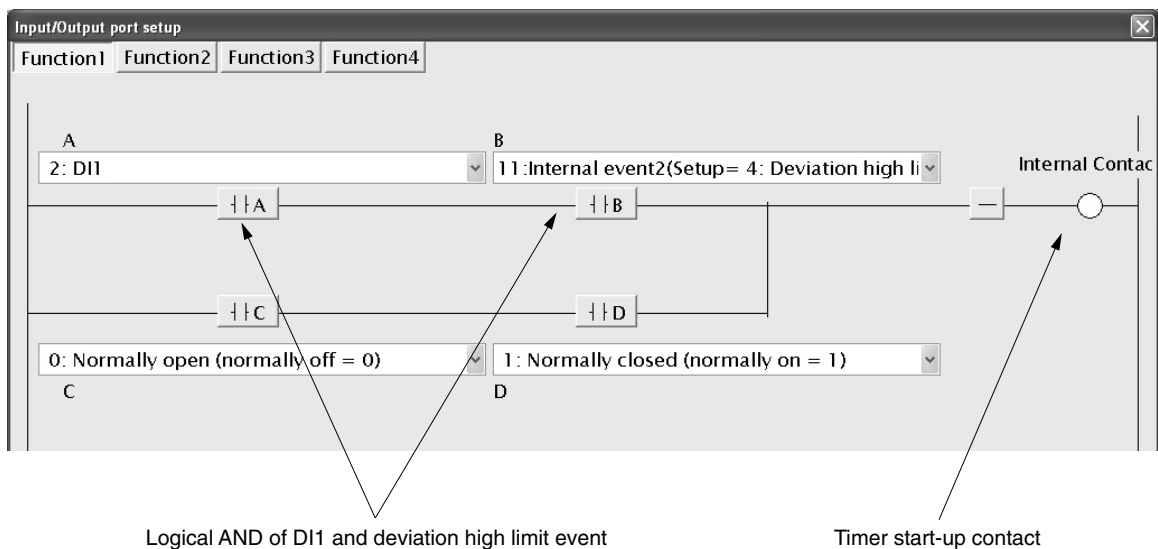 Input/Output port setup
Function1 Function2 Function3 Function4
A B
2: DI1 11:Internal event2(Setup= 4: Deviation high li Internal Contac
A B
C D
0: Normally open (normally off = 0) 1: Normally closed (normally on = 1)
C D
Logical AND of DI1 and deviation high limit event Timer start-up contact